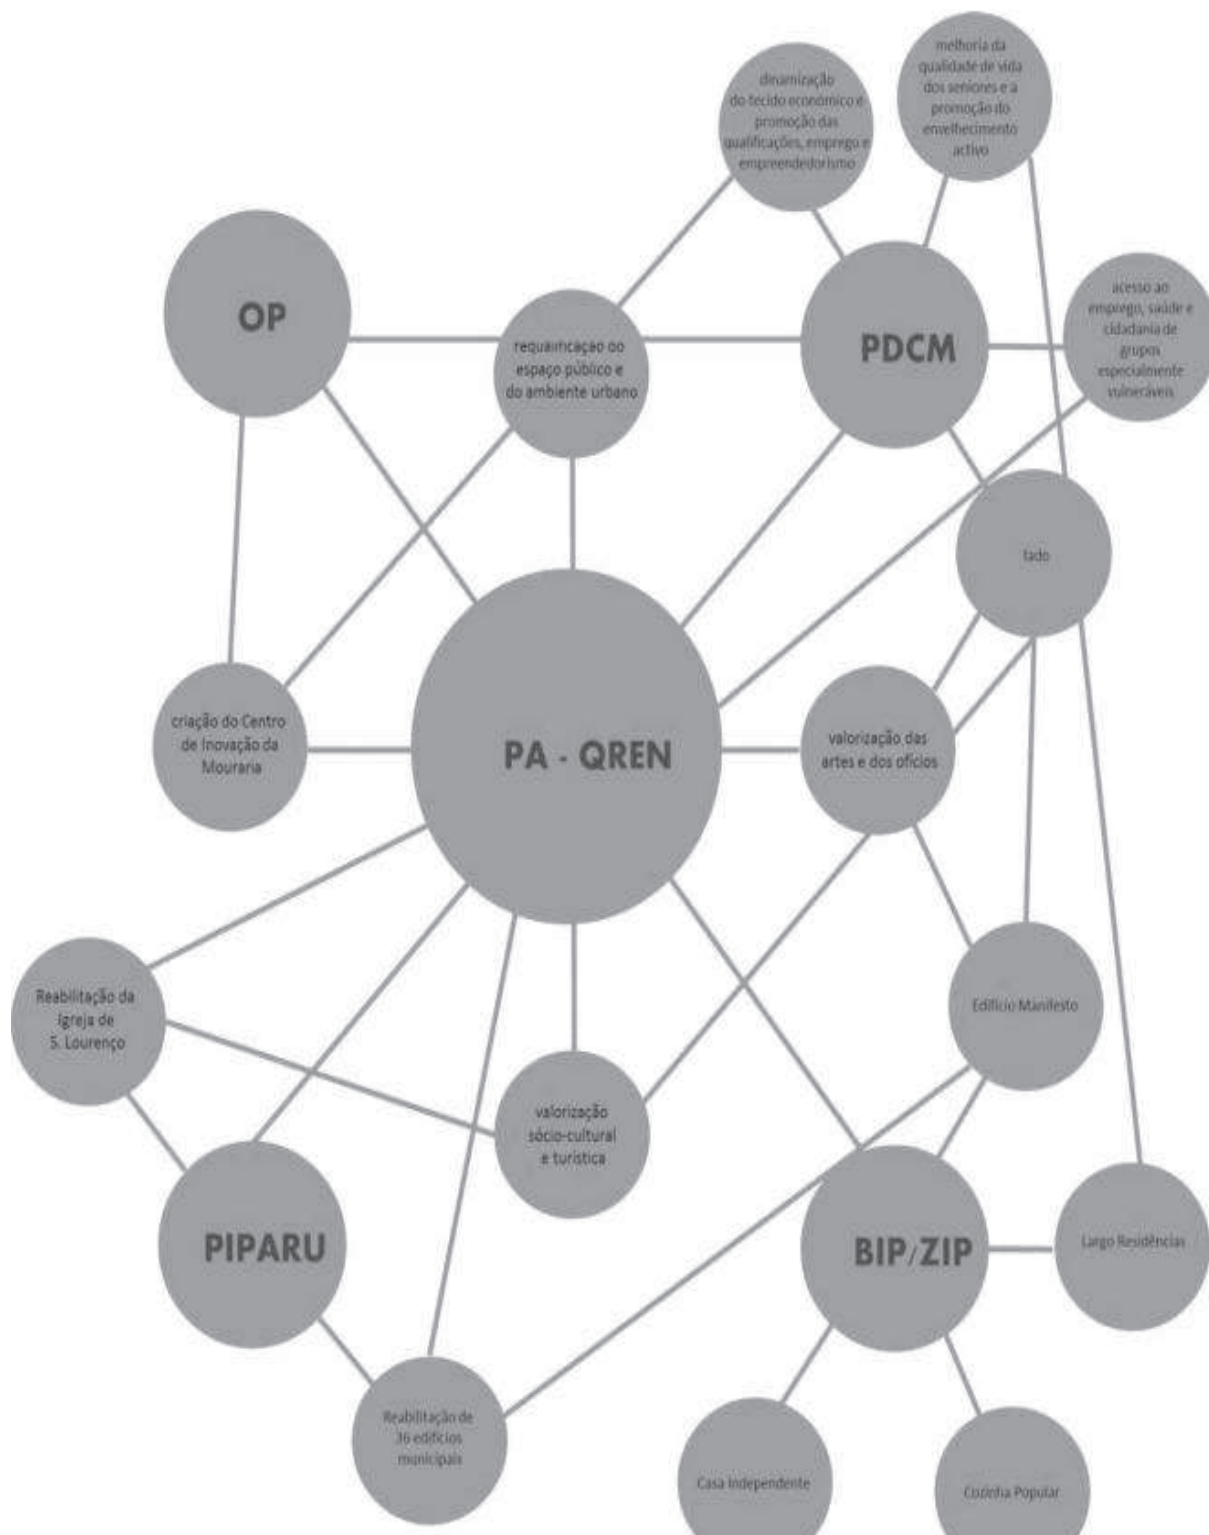 melhoria da
qualidade de vida
dos seniores e a
promoção do
envelhecimento
activo
dinamização
do tecido económico e
promoção das
qualificações, emprego e
empreendedorismo
acesso ao
emprego, saúde e
cidadania de
grupos
especialmente
vulneráveis
OP
requalificação do
espaço público e
do ambiente urbano
PDCM
fado
criação do Centro
de Inovação da
Mouraria
PA - QREN
valorização das
artes e dos ofícios
Reabilitação da
Igreja de
S. Lourenço
Edifício Manifesto
valorização
sócio-cultural
e turística
PIPARU
BIP/ZIP
Largo Residências
Reabilitação de
36 edifícios
municipais
Casa Independente
Cozinha Popular